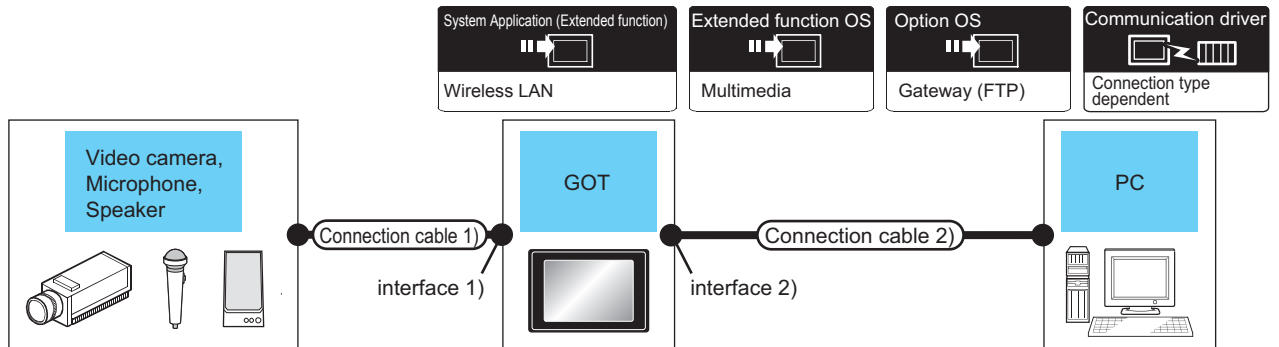 System Application (Extended function)
Wireless LAN
Extended function OS
Multimedia
Option OS
Gateway (FTP)
Communication driver
Connection type
dependent
Video camera,
Microphone,
Speaker
Connection cable 1)
interface 1)
GOT
interface 2)
Connection cable 2)
PC